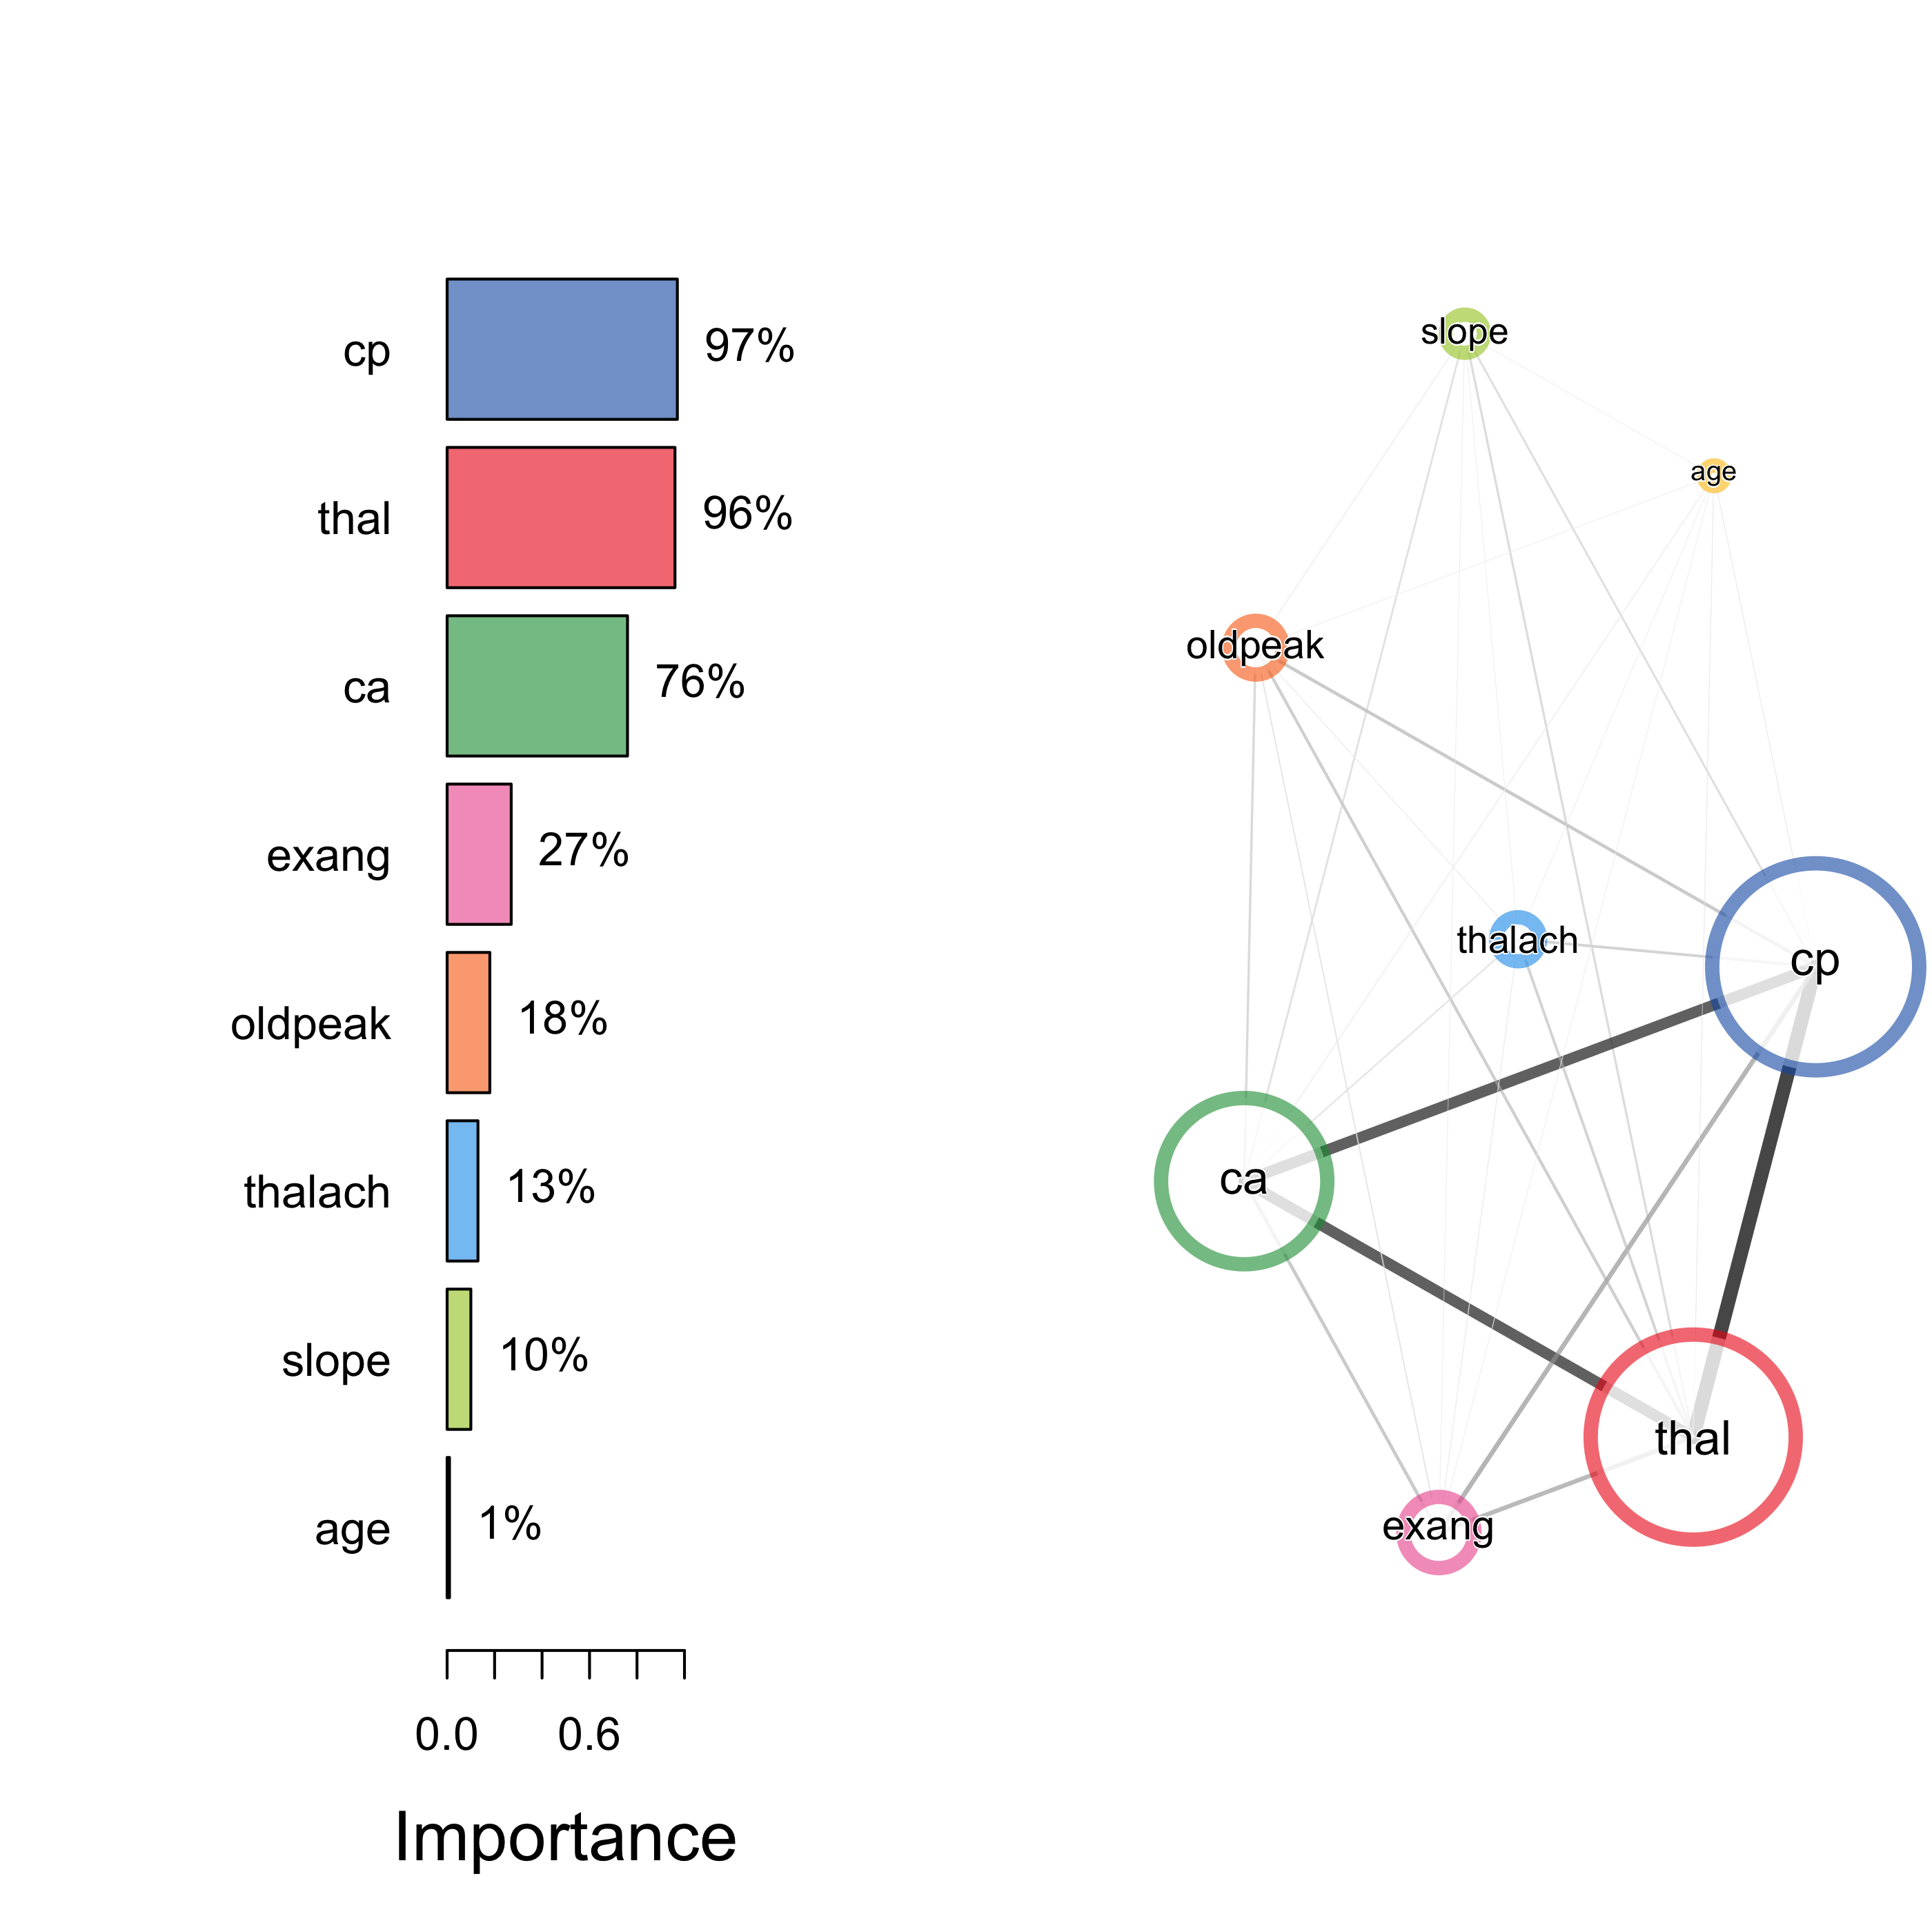 cp 97%
thal 96%
ca 76%
exang 27%
oldpeak 18%
thalach 13%
slope 10%
age 1%
0.0 0.6
Importance
slope
age
oldpeak
thalach
cp
ca
thal
exang